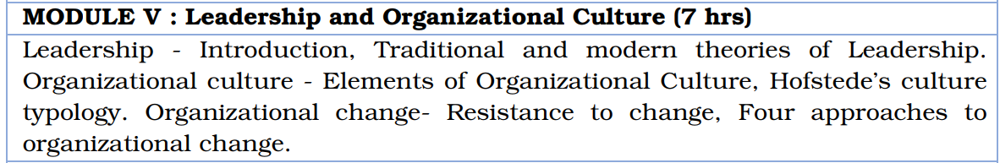 MODULE V : Leadership and Organizational Culture (7 hrs)
Leadership - Introduction, Traditional and modern theories of Leadership.
Organizational culture - Elements of Organizational Culture, Hofstede’s culture
typology. Organizational change- Resistance to change, Four approaches to
organizational change.